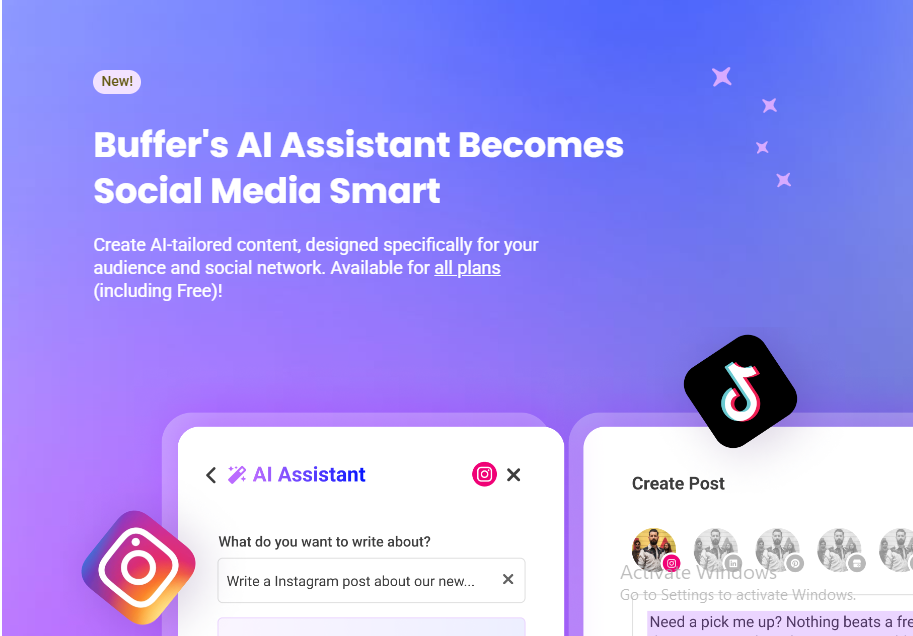 New!
Buffer's AI Assistant Becomes
Social Media Smart
Create AI-tailored content, designed specifically for your
audience and social network. Available for all plans
(including Free)!
AI Assistant
What do you want to write about?
Write a Instagram post about our new...
Create Post
Activate Windows
Go to Settings to activate Windows.
Need a pick me up? Nothing beats a fre